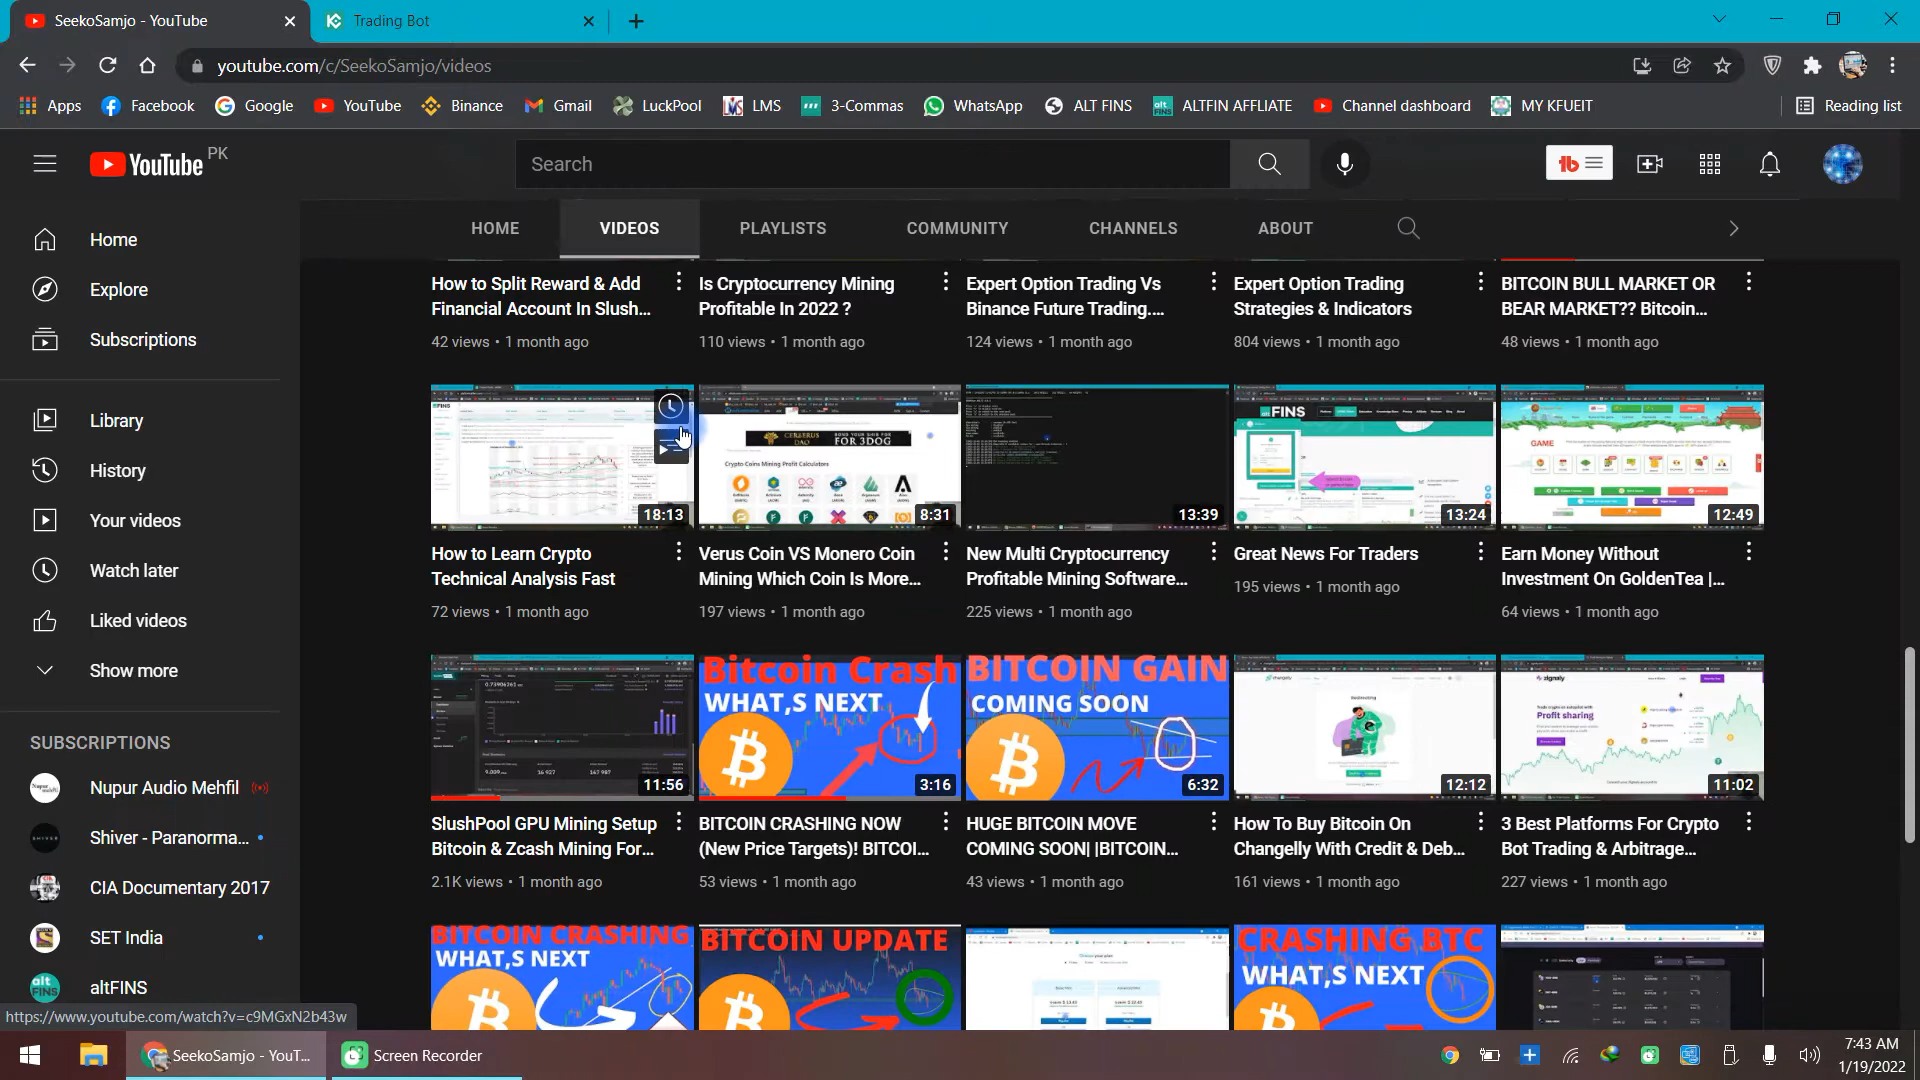 SeekoSamjo - YouTube
Trading Bot
youtube.com/c/SeekoSamjo/videos
Apps
Facebook
Google
YouTube
Binance
Gmail
LuckPool
LMS
3-Commas
WhatsApp
ALT FINS
ALTFIN AFFLIATE
Channel dashboard
MY KFUEIT
Reading list
YouTube PK
Search
HOME
VIDEOS
PLAYLISTS
COMMUNITY
CHANNELS
ABOUT
Home
Explore
Subscriptions
Library
History
Your videos
Watch later
Liked videos
Show more
SUBSCRIPTIONS
Nupur Audio Mehfil
Shiver - Paranorma...
CIA Documentary 2017
SET India
altFINS
How to Split Reward & Add
Financial Account In Slush...
42 views • 1 month ago
Is Cryptocurrency Mining
Profitable In 2022 ?
110 views • 1 month ago
Expert Option Trading Vs
Binance Future Trading....
124 views • 1 month ago
Expert Option Trading
Strategies & Indicators
804 views • 1 month ago
BITCOIN BULL MARKET OR
BEAR MARKET?? Bitcoin...
48 views • 1 month ago
18:13
How to Learn Crypto
Technical Analysis Fast
72 views • 1 month ago
CERBERUS DAO
FOR 3DOG
Crypto Coins Mining Profit Calculators
8:31
Verus Coin VS Monero Coin
Mining Which Coin Is More...
197 views • 1 month ago
13:39
New Multi Cryptocurrency
Profitable Mining Software...
225 views • 1 month ago
FINS
13:24
Great News For Traders
195 views • 1 month ago
GAME
12:49
Earn Money Without
Investment On GoldenTea |...
64 views • 1 month ago
11:56
SlushPool GPU Mining Setup
Bitcoin & Zcash Mining For...
2.1K views • 1 month ago
Bitcoin Crash
WHAT,S NEXT
3:16
BITCOIN CRASHING NOW
(New Price Targets)! BITCOI...
53 views • 1 month ago
BITCOIN GAIN
COMING SOON
6:32
HUGE BITCOIN MOVE
COMING SOON| |BITCOIN...
43 views • 1 month ago
12:12
How To Buy Bitcoin On
Changelly With Credit & Deb...
161 views • 1 month ago
zignaly
Profit sharing
11:02
3 Best Platforms For Crypto
Bot Trading & Arbitrage...
227 views • 1 month ago
BITCOIN CRASHING
WHAT,S NEXT
BITCOIN UPDATE
CRASHING BTC
WHAT,S NEXT
https://www.youtube.com/watch?v=c9MGxN2b43w
SeekoSamjo - YouT...
Screen Recorder
7:43 AM
1/19/2022